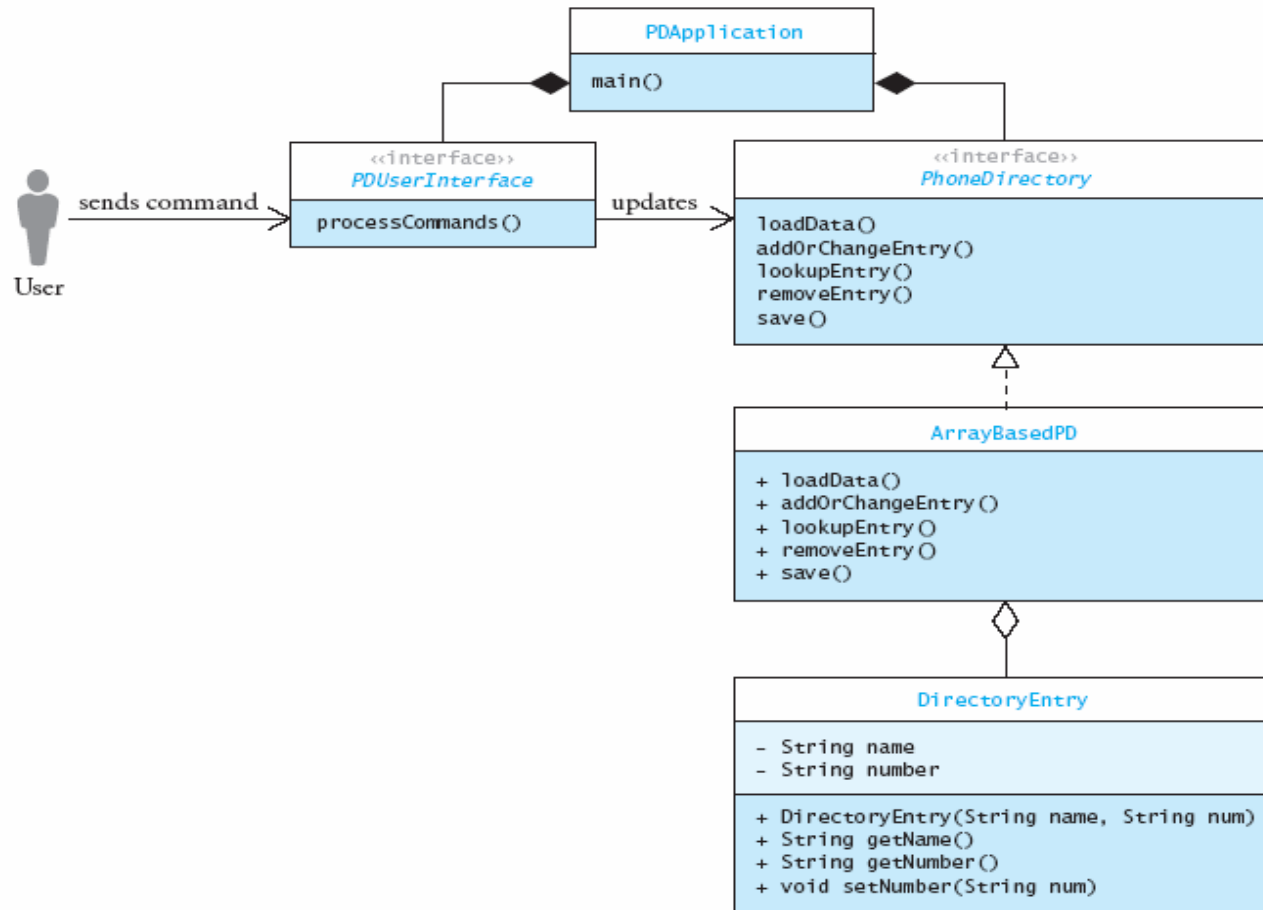 PDApplication
main()
«interface»
PDUserInterface
processCommands()
sends command
User
updates
«interface»
PhoneDirectory
loadData()
addOrChangeEntry()
lookupEntry()
removeEntry()
save()
ArrayBasedPD
+ loadData()
+ addOrChangeEntry()
+ lookupEntry()
+ removeEntry()
+ save()
DirectoryEntry
- String name
- String number
+ DirectoryEntry(String name, String num)
+ String getName()
+ String getNumber()
+ void setNumber(String num)